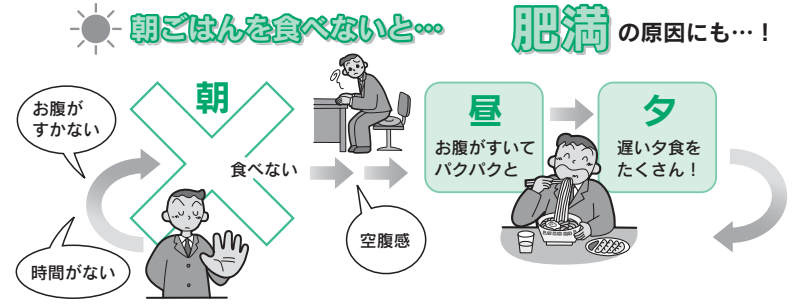 朝ごはんを食べないと…
肥満の原因にも…！
お腹が
すかない
時間がない
朝
食べない
空腹感
昼
お腹がすいて
パクパクと
夕
遅い夕食を
たくさん！